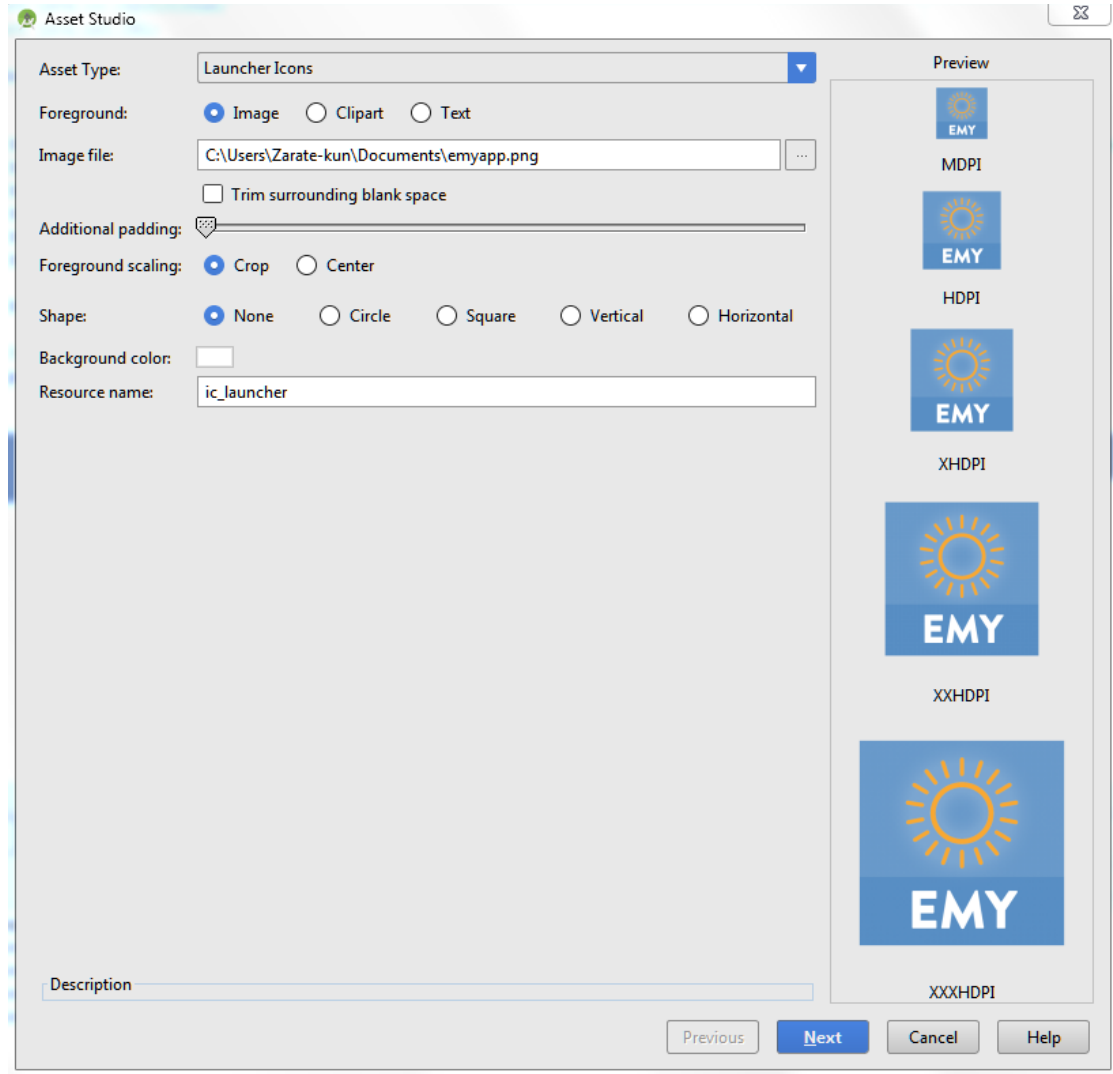 Asset Studio
Asset Type: Launcher Icons
Foreground: Image Clipart Text
Image file: C:\Users\Zarate-kun\Documents\emyapp.png ...
Trim surrounding blank space
Additional padding:
Foreground scaling: Crop Center
Shape: None Circle Square Vertical Horizontal
Background color:
Resource name: ic_launcher
Description
Preview
EMY
MDPI
EMY
HDPI
EMY
XHDPI
EMY
XXHDPI
EMY
XXXHDPI
Previous Next Cancel Help